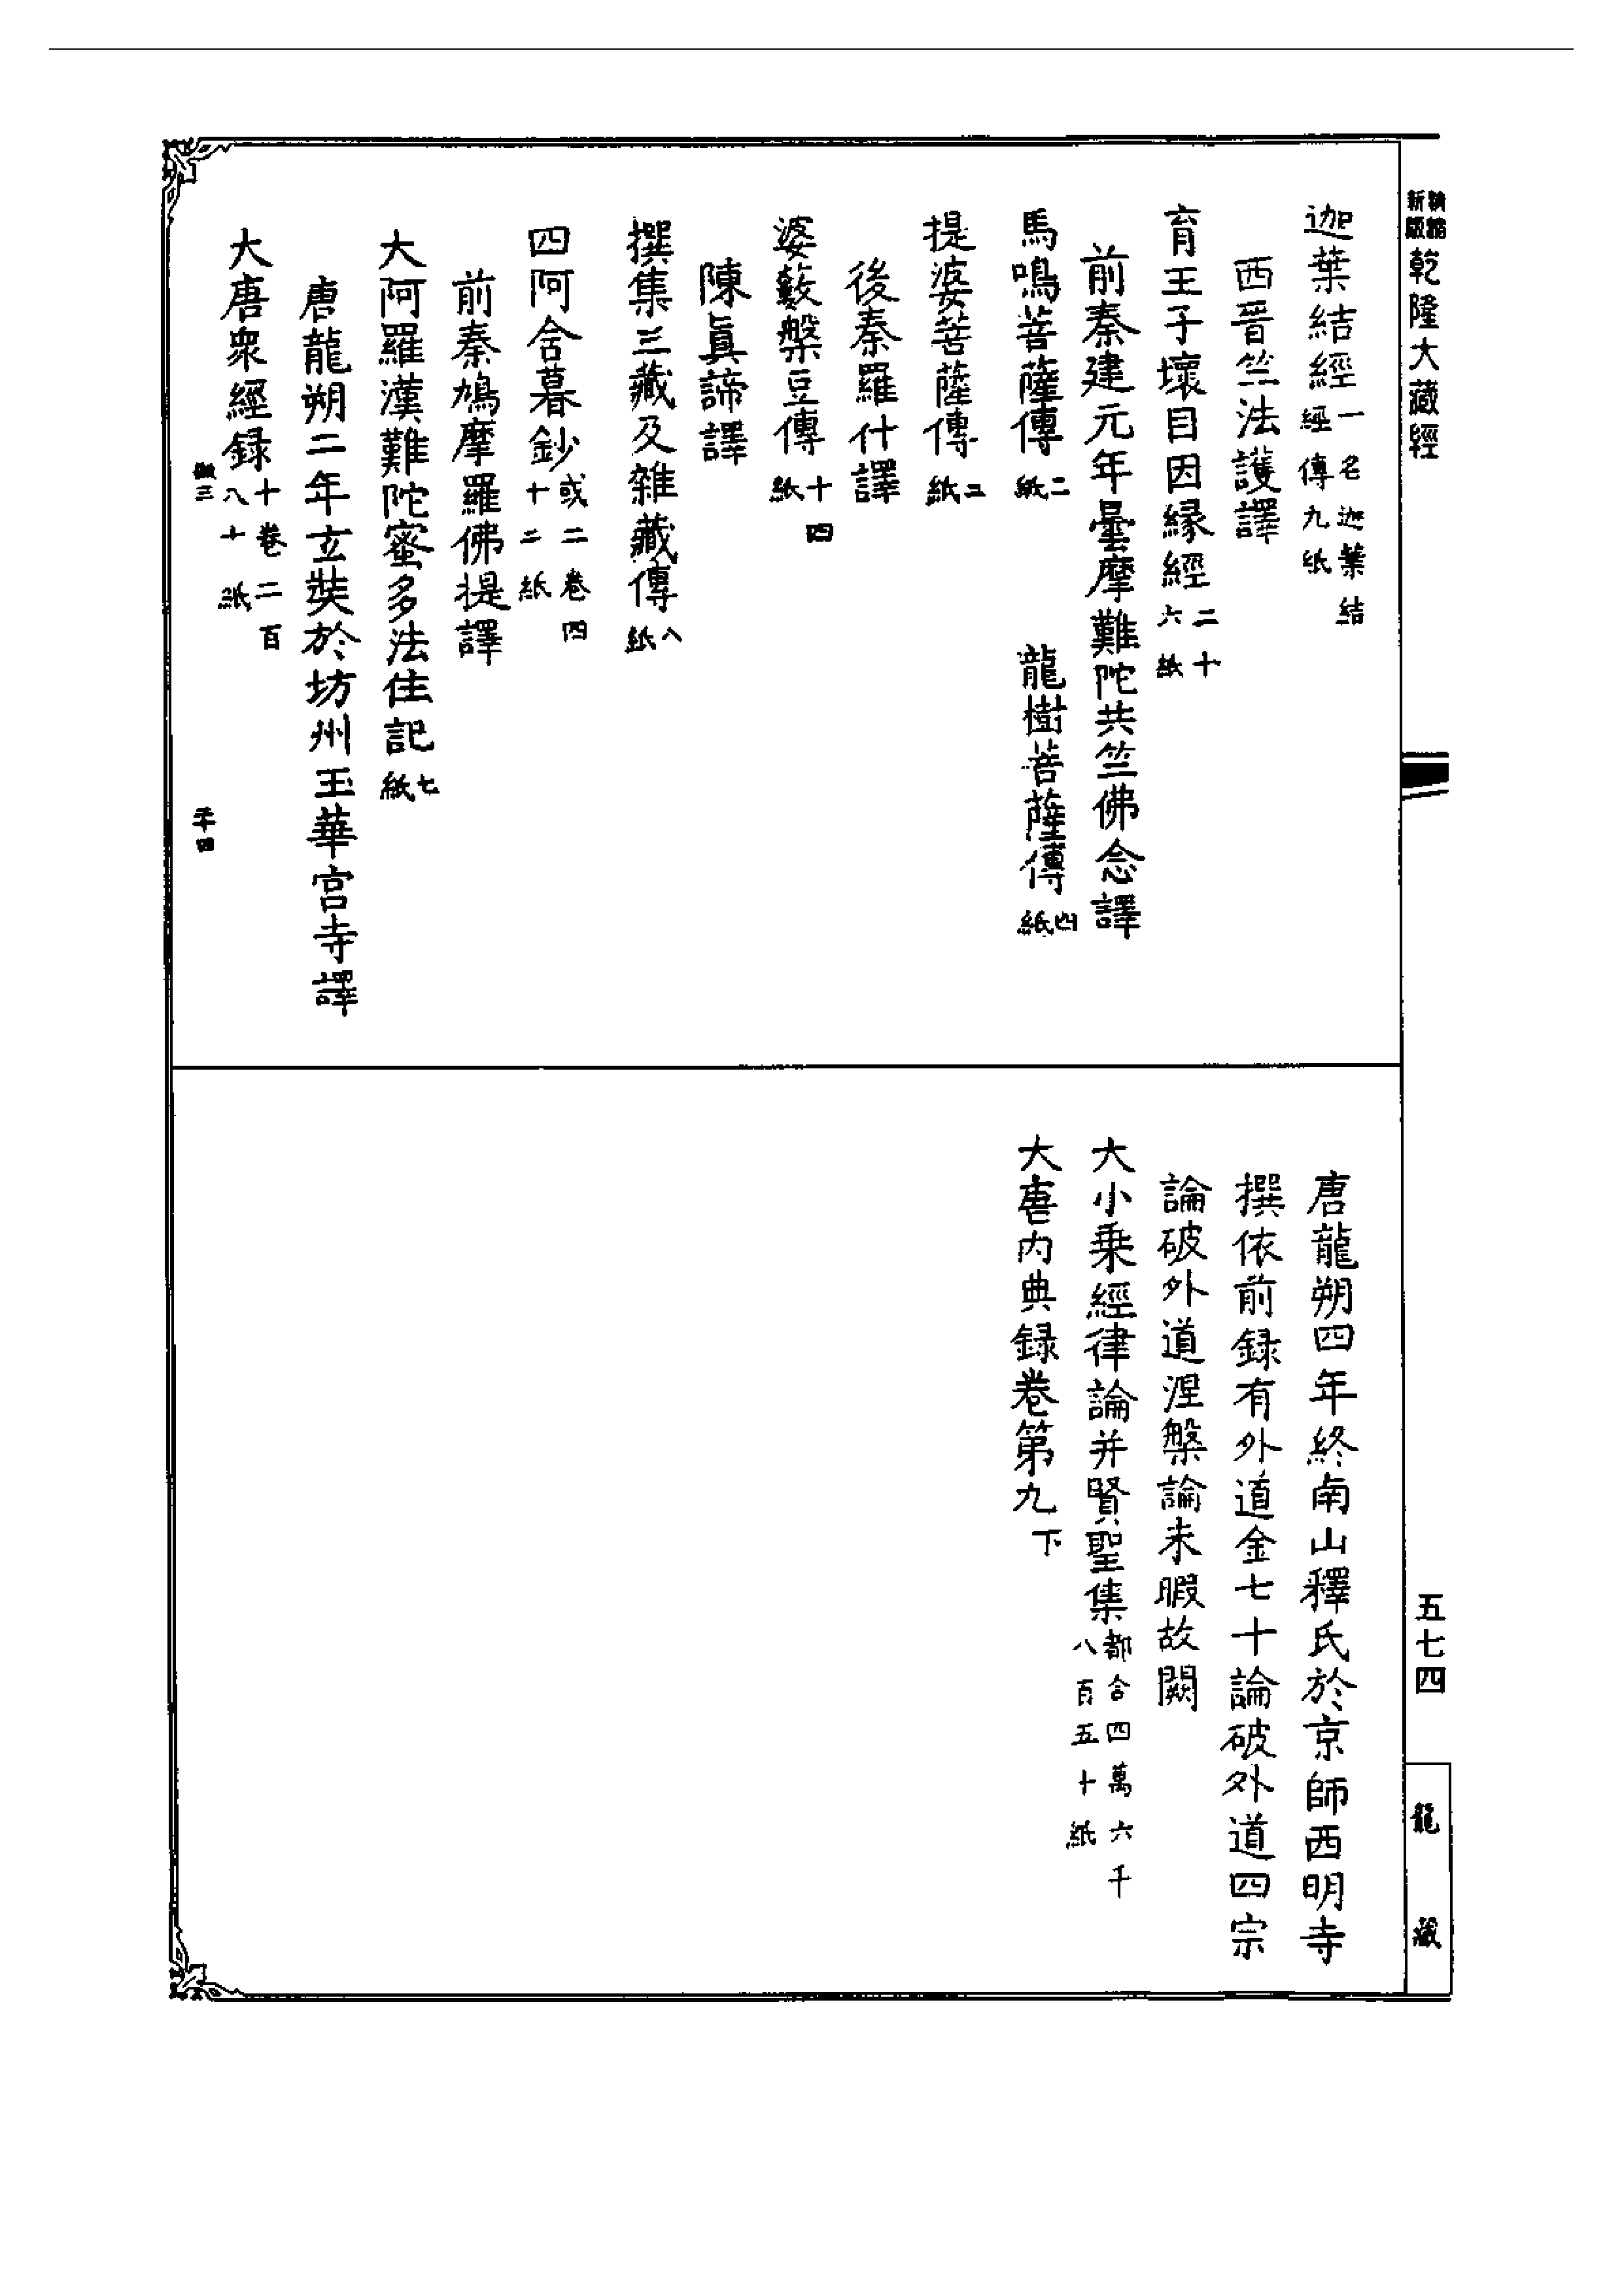 新版
乾隆大藏經
五七四
龍藏
迦葉結經一名迦葉結經傳九紙
西晉竺法護譯
育王子壞目因緣經二十六紙
前秦建元年曇摩難陀共竺佛念譯
馬鳴菩薩傳二紙 龍樹菩薩傳四紙
提婆菩薩傳三紙
後秦羅什譯
婆藪槃豆傳十四紙
陳眞諦譯
撰集三藏及雜藏傳八紙
四阿含暮鈔或二卷四十二紙
前秦鳩摩羅佛提譯
大阿羅漢難陀蜜多法住記七紙
唐龍朔二年玄奘於坊州玉華宮寺譯
大唐衆經録十卷二百八十紙
唐龍朔四年終南山釋氏於京師西明寺
撰依前録有外道金七十論破外道四宗
論破外道涅槃論未暇故闕
大小乗經律論并賢聖集都合四萬六千八百五十紙
大唐内典録卷第九下